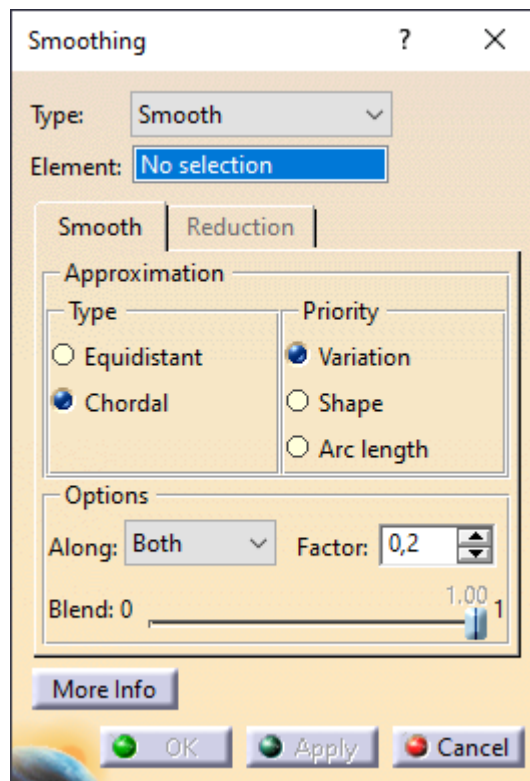 Smoothing ? X
Type: Smooth
Element: No selection
Smooth Reduction
Approximation
Type Priority
Equidistant Variation
Chordal Shape
Arc length
Options
Along: Both Factor: 0,2
1.00
Blend: 0 1
More Info
OK Apply Cancel